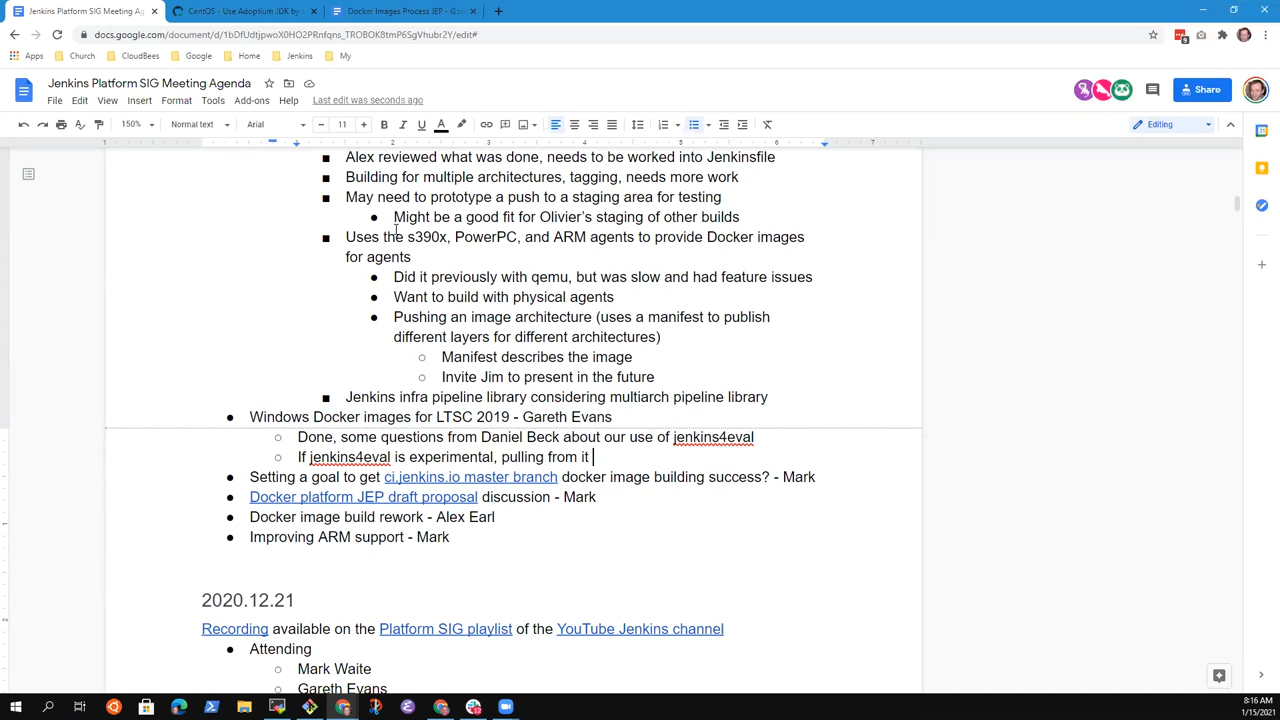 Jenkins Platform SIG Meeting Ag
CentOS - Use Adoptium JDK by
Docker Images Process JEP - Go
docs.google.com/document/d/1bDfUdtjpwoX0HO2PRnfqns_TROBOK8tmP6SgVhubr2Y/edit#
Apps
Church
CloudBees
Google
Home
Jenkins
My
Jenkins Platform SIG Meeting Agenda
File Edit View Insert Format Tools Add-ons Help Last edit was seconds ago
Share
150% Normal text Arial 11 Editing
1 2 3 4 5 6 7
■ Alex reviewed what was done, needs to be worked into Jenkinsfile
■ Building for multiple architectures, tagging, needs more work
■ May need to prototype a push to a staging area for testing
● Might be a good fit for Olivier's staging of other builds
■ Uses the s390x, PowerPC, and ARM agents to provide Docker images
for agents
● Did it previously with qemu, but was slow and had feature issues
● Want to build with physical agents
● Pushing an image architecture (uses a manifest to publish
different layers for different architectures)
○ Manifest describes the image
○ Invite Jim to present in the future
■ Jenkins infra pipeline library considering multiarch pipeline library
● Windows Docker images for LTSC 2019 - Gareth Evans
○ Done, some questions from Daniel Beck about our use of jenkins4eval
○ If jenkins4eval is experimental, pulling from it
● Setting a goal to get ci.jenkins.io master branch docker image building success? - Mark
● Docker platform JEP draft proposal discussion - Mark
● Docker image build rework - Alex Earl
● Improving ARM support - Mark
2020.12.21
Recording available on the Platform SIG playlist of the YouTube Jenkins channel
● Attending
○ Mark Waite
○ Gareth Evans
8:16 AM
1/15/2021